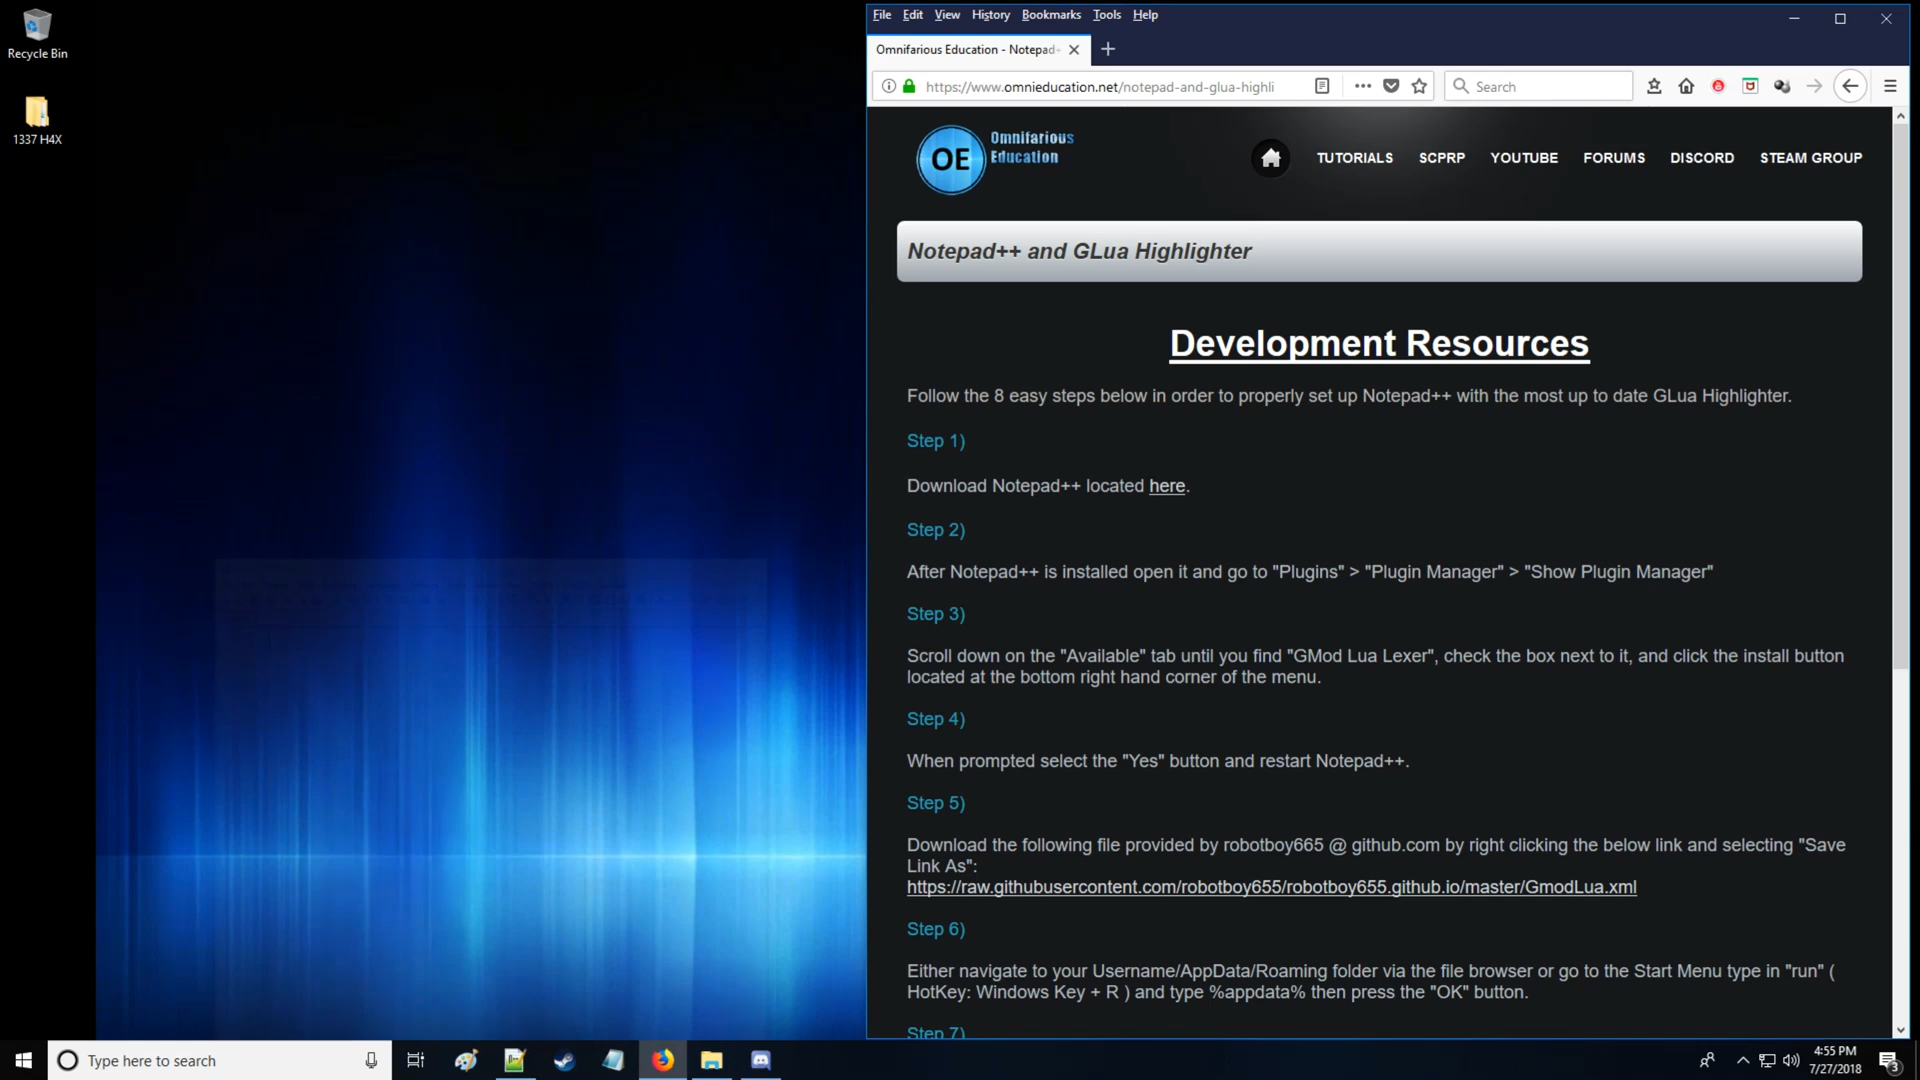 Recycle Bin
1337 H4X
File Edit View History Bookmarks Tools Help
Omnifarious Education - Notepad+
https://www.omnieducation.net/notepad-and-glua-highli
Search
OE
Omnifarious
Education
TUTORIALS SCPRP YOUTUBE FORUMS DISCORD STEAM GROUP
Notepad++ and GLua Highlighter
Development Resources
Follow the 8 easy steps below in order to properly set up Notepad++ with the most up to date GLua Highlighter.
Step 1)
Download Notepad++ located here.
Step 2)
After Notepad++ is installed open it and go to "Plugins" > "Plugin Manager" > "Show Plugin Manager"
Step 3)
Scroll down on the "Available" tab until you find "GMod Lua Lexer", check the box next to it, and click the install button
located at the bottom right hand corner of the menu.
Step 4)
When prompted select the "Yes" button and restart Notepad++.
Step 5)
Download the following file provided by robotboy665 @ github.com by right clicking the below link and selecting "Save
Link As":
https://raw.githubusercontent.com/robotboy655/robotboy655.github.io/master/GmodLua.xml
Step 6)
Either navigate to your Username/AppData/Roaming folder via the file browser or go to the Start Menu type in "run" (
HotKey: Windows Key + R ) and type %appdata% then press the "OK" button.
Step 7)
Type here to search
4:55 PM
7/27/2018
3